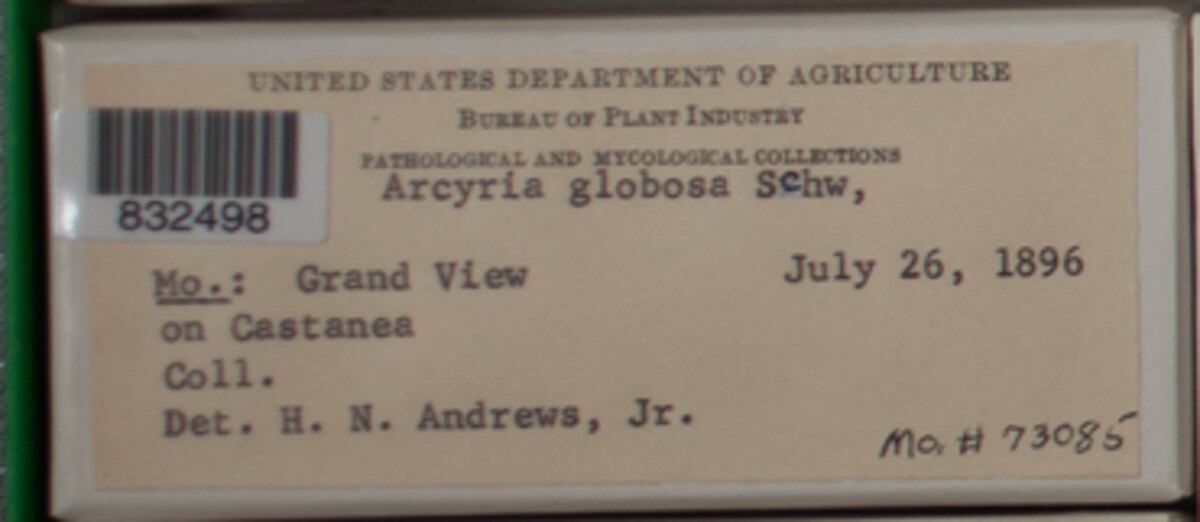 UNITED STATES DEPARTMENT OF AGRICULTURE
BUREAU OF PLANT INDUSTRY
PATHOLOGICAL AND MYCOLOGICAL COLLECTIONS
Arcyria globosa Schw,
832498
Mo.: Grand View July 26, 1896
on Castanea
Coll.
Det. H. N. Andrews, Jr.
Mo. # 73085